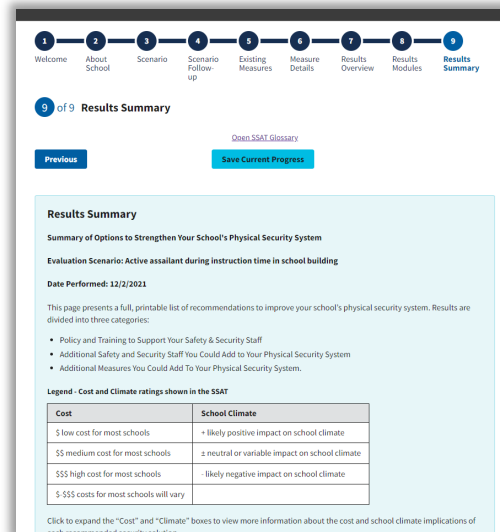 1 2 3 4 5 6 7 8 9
Welcome About School Scenario Scenario Follow-up Existing Measures Measure Details Results Overview Results Modules Results Summary
9 of 9 Results Summary
Open SSAT Glossary
Previous Save Current Progress
Results Summary
Summary of Options to Strengthen Your School's Physical Security System
Evaluation Scenario: Active assailant during instruction time in school building
Date Performed: 12/2/2021
This page presents a full, printable list of recommendations to improve your school's physical security system. Results are
divided into three categories:
• Policy and Training to Support Your Safety & Security Staff
• Additional Safety and Security Staff You Could Add to Your Physical Security System
• Additional Measures You Could Add To Your Physical Security System.
Legend - Cost and Climate ratings shown in the SSAT
Cost School Climate
$ low cost for most schools + likely positive impact on school climate
$$ medium cost for most schools ± neutral or variable impact on school climate
$$$ high cost for most schools - likely negative impact on school climate
$-$$$ costs for most schools will vary
Click to expand the “Cost” and “Climate” boxes to view more information about the cost and school climate implications of